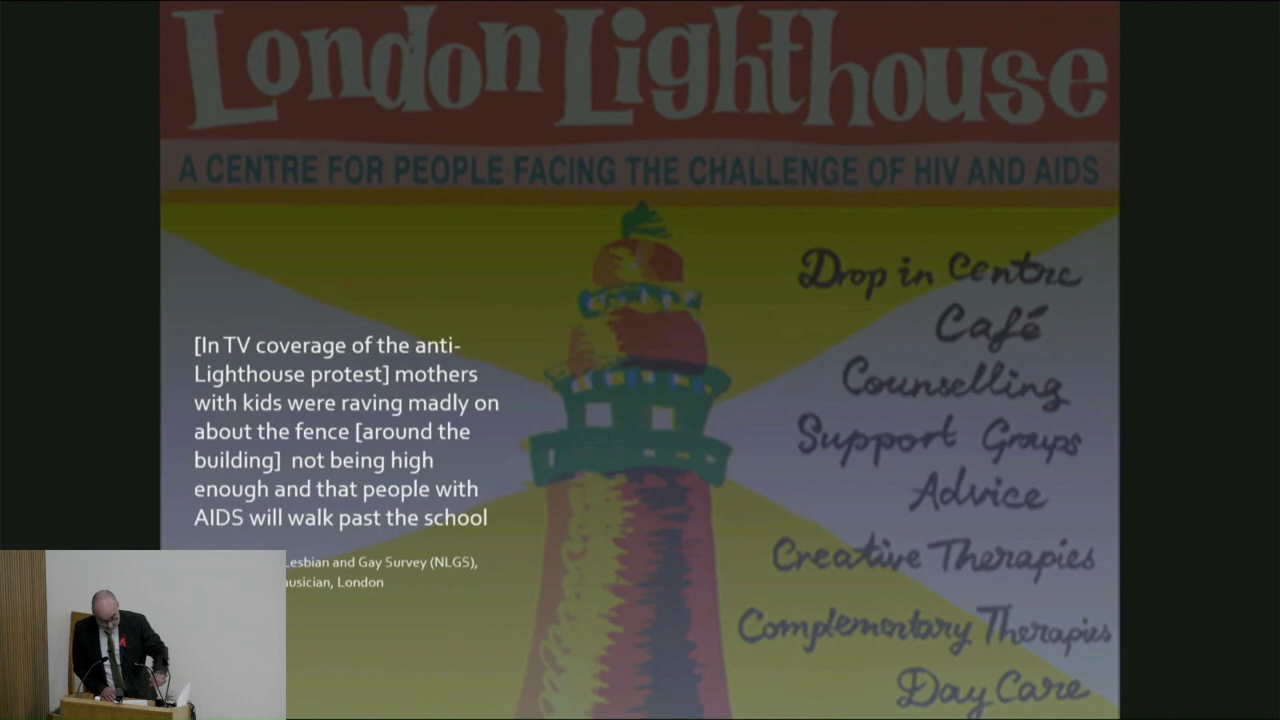 London Lighthouse
A CENTRE FOR PEOPLE FACING THE CHALLENGE OF HIV AND AIDS
Drop in Centre
Café
Counselling
Support Groups
Advice
Creative Therapies
Complementary Therapies
Day Care
[In TV coverage of the anti-
Lighthouse protest] mothers
with kids were raving madly on
about the fence [around the
building]  not being high
enough and that people with
AIDS will walk past the school
Lesbian and Gay Survey (NLGS),
London